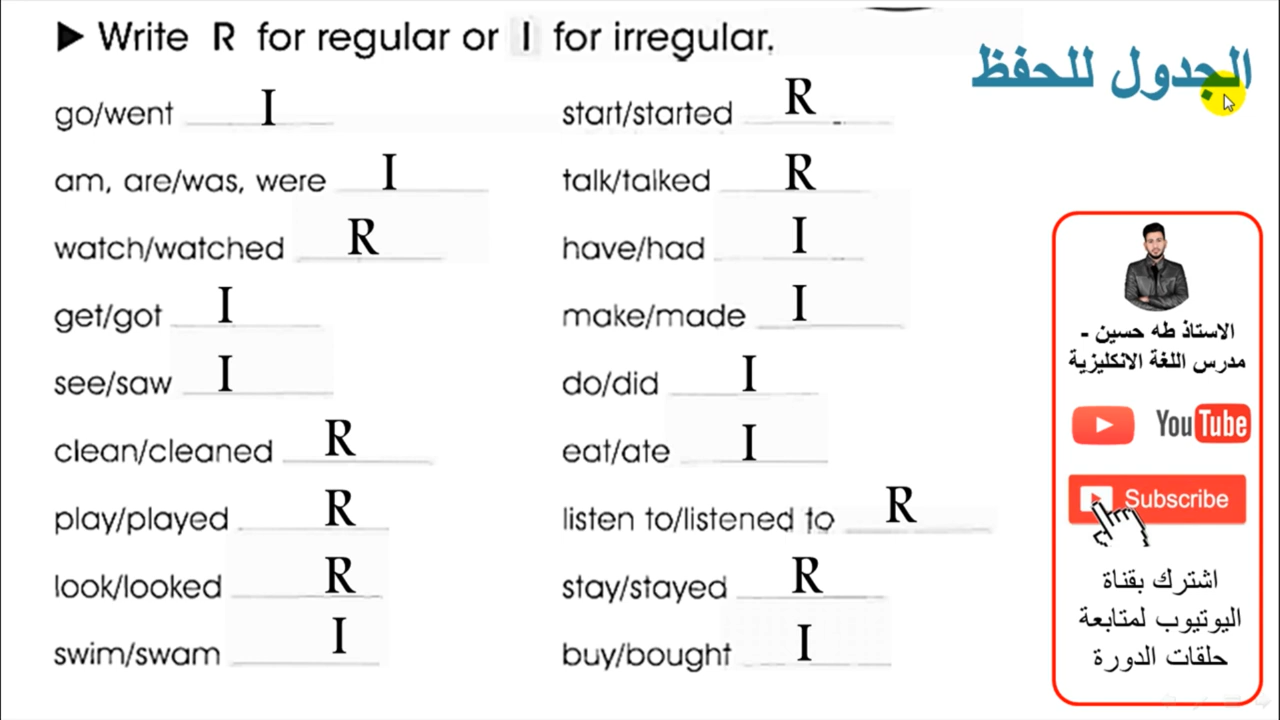 ▶ Write R for regular or I for irregular.
الجدول للحفظ
go/went I
am, are/was, were I
watch/watched R
get/got I
see/saw I
clean/cleaned R
play/played R
look/looked R
swim/swam I
start/started R
talk/talked R
have/had I
make/made I
do/did I
eat/ate I
listen to/listened to R
stay/stayed R
buy/bought I
الاستاذ طه حسين -
مدرس اللغة الانكليزية
YouTube
Subscribe
اشترك بقناة
اليوتيوب لمتابعة
حلقات الدورة